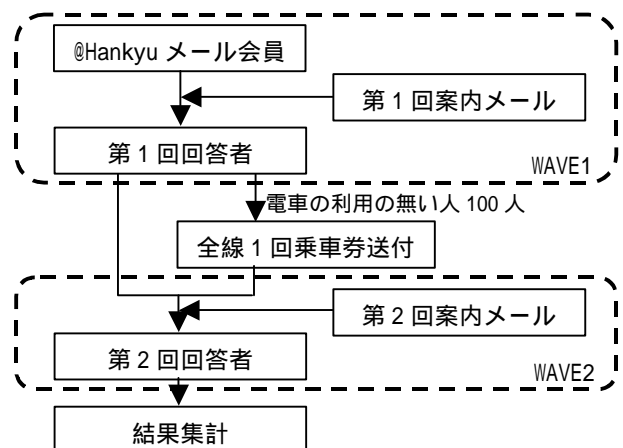 @Hankyu メール会員
第1回案内メール
第1回回答者
WAVE1
電車の利用の無い人 100 人
全線1回乗車券送付
第2回案内メール
第2回回答者
WAVE2
結果集計